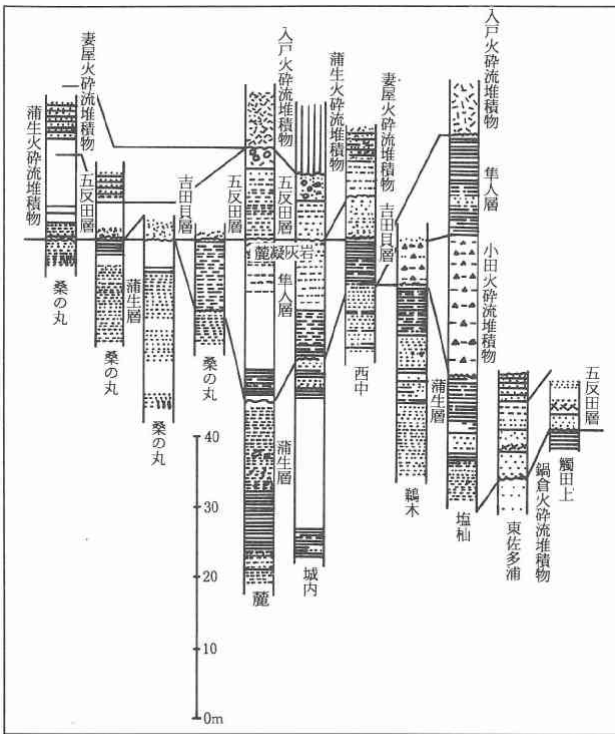 妻屋火砕流堆積物
蒲生火砕流堆積物
五反田層
桑の丸
桑の丸
蒲生層
桑の丸
吉田貝層
桑の丸
五反田層
入戸火砕流堆積物
五反田層
麓凝灰岩
隼人層
蒲生層
麓
蒲生火砕流堆積物
城内
妻屋火砕流堆積物
吉田貝層
西中
蒲生層
鵜木
入戸火砕流堆積物
隼人層
小田火砕流堆積物
塩杣
東佐多浦
鍋倉火砕流堆積物
五反田層
觸田上
40
30
20
10
0m